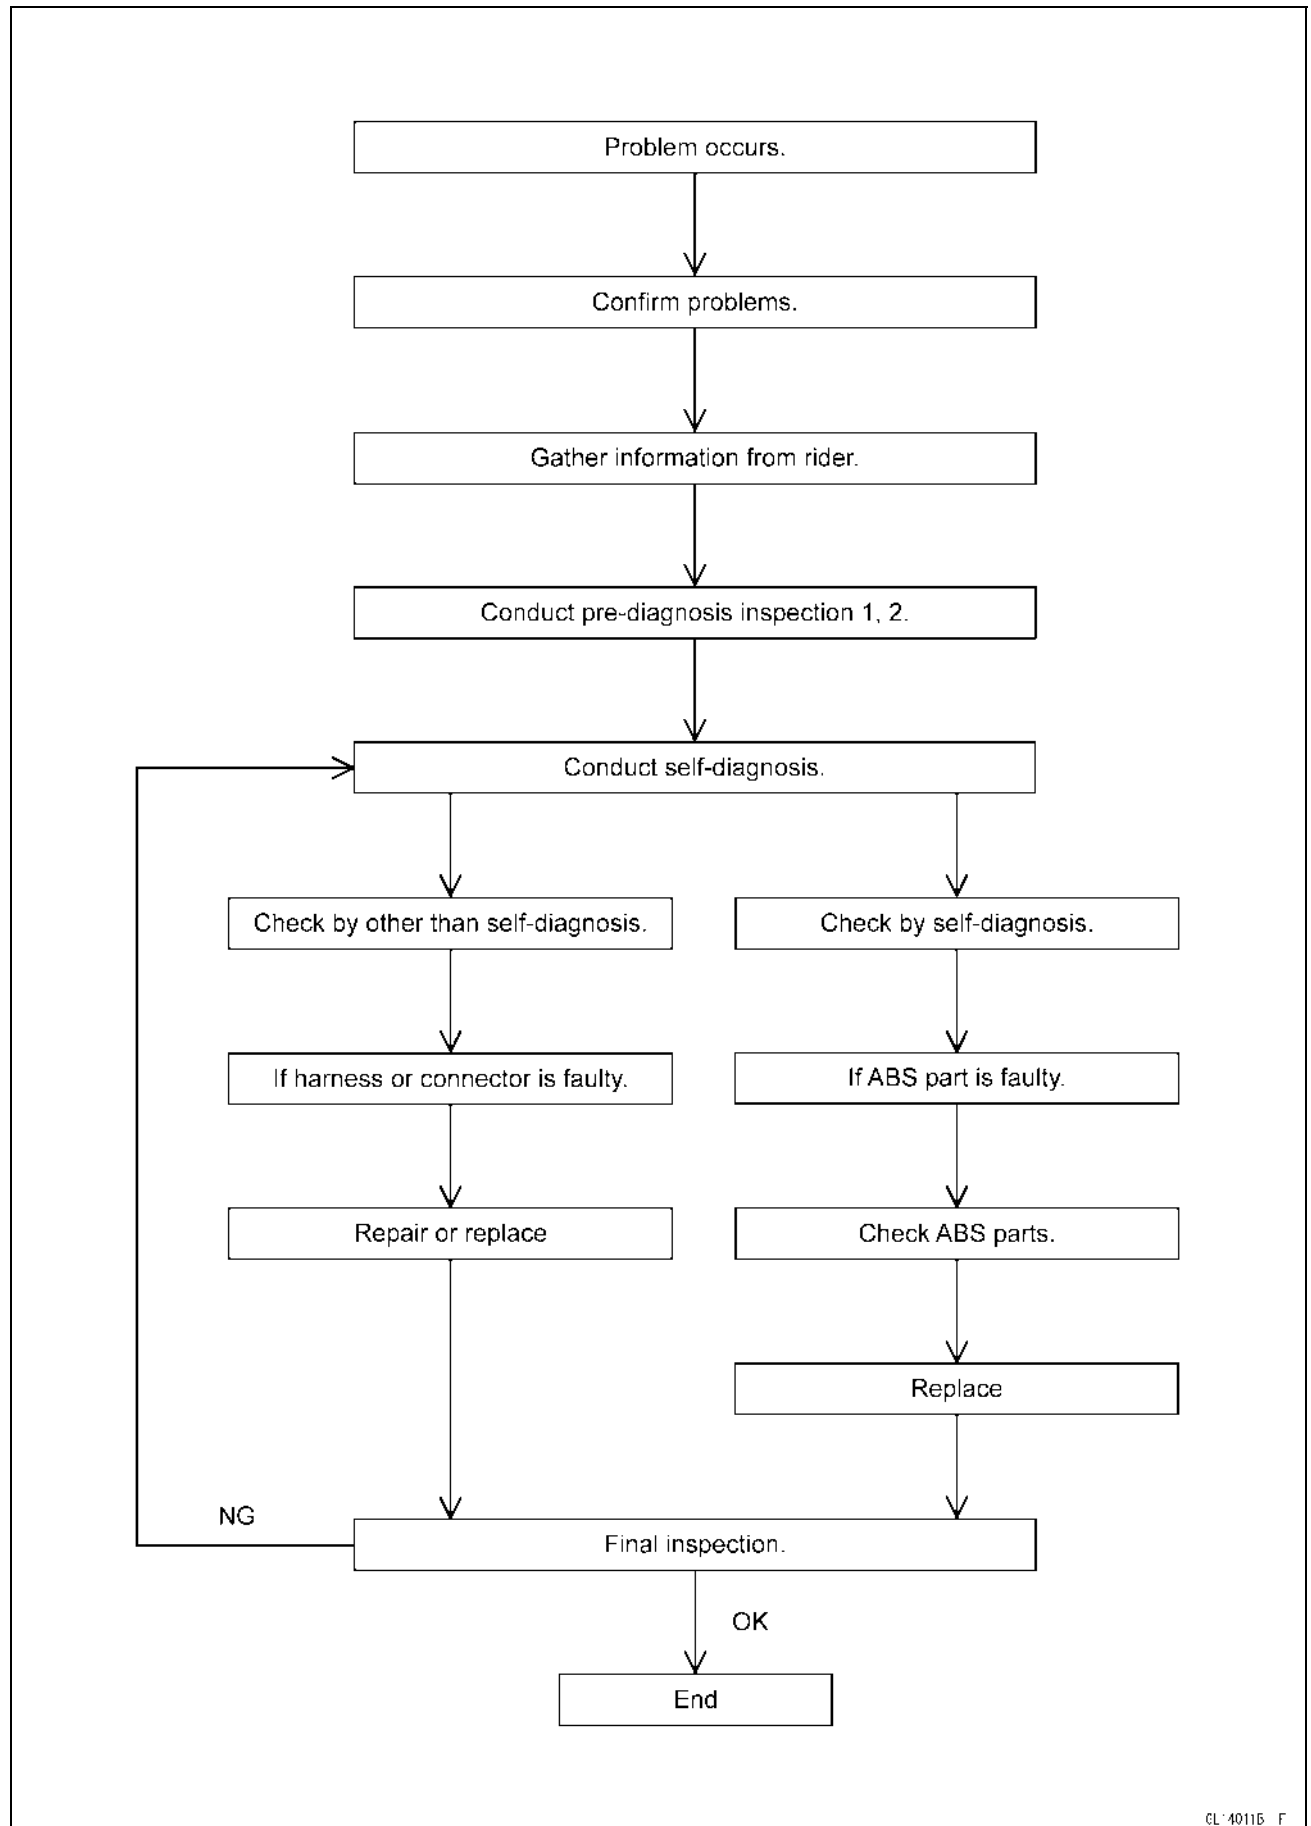 Problem occurs.
Confirm problems.
Gather information from rider.
Conduct pre-diagnosis inspection 1, 2.
Conduct self-diagnosis.
Check by other than self-diagnosis.
Check by self-diagnosis.
If harness or connector is faulty.
If ABS part is faulty.
Repair or replace
Check ABS parts.
Replace
NG
Final inspection.
OK
End